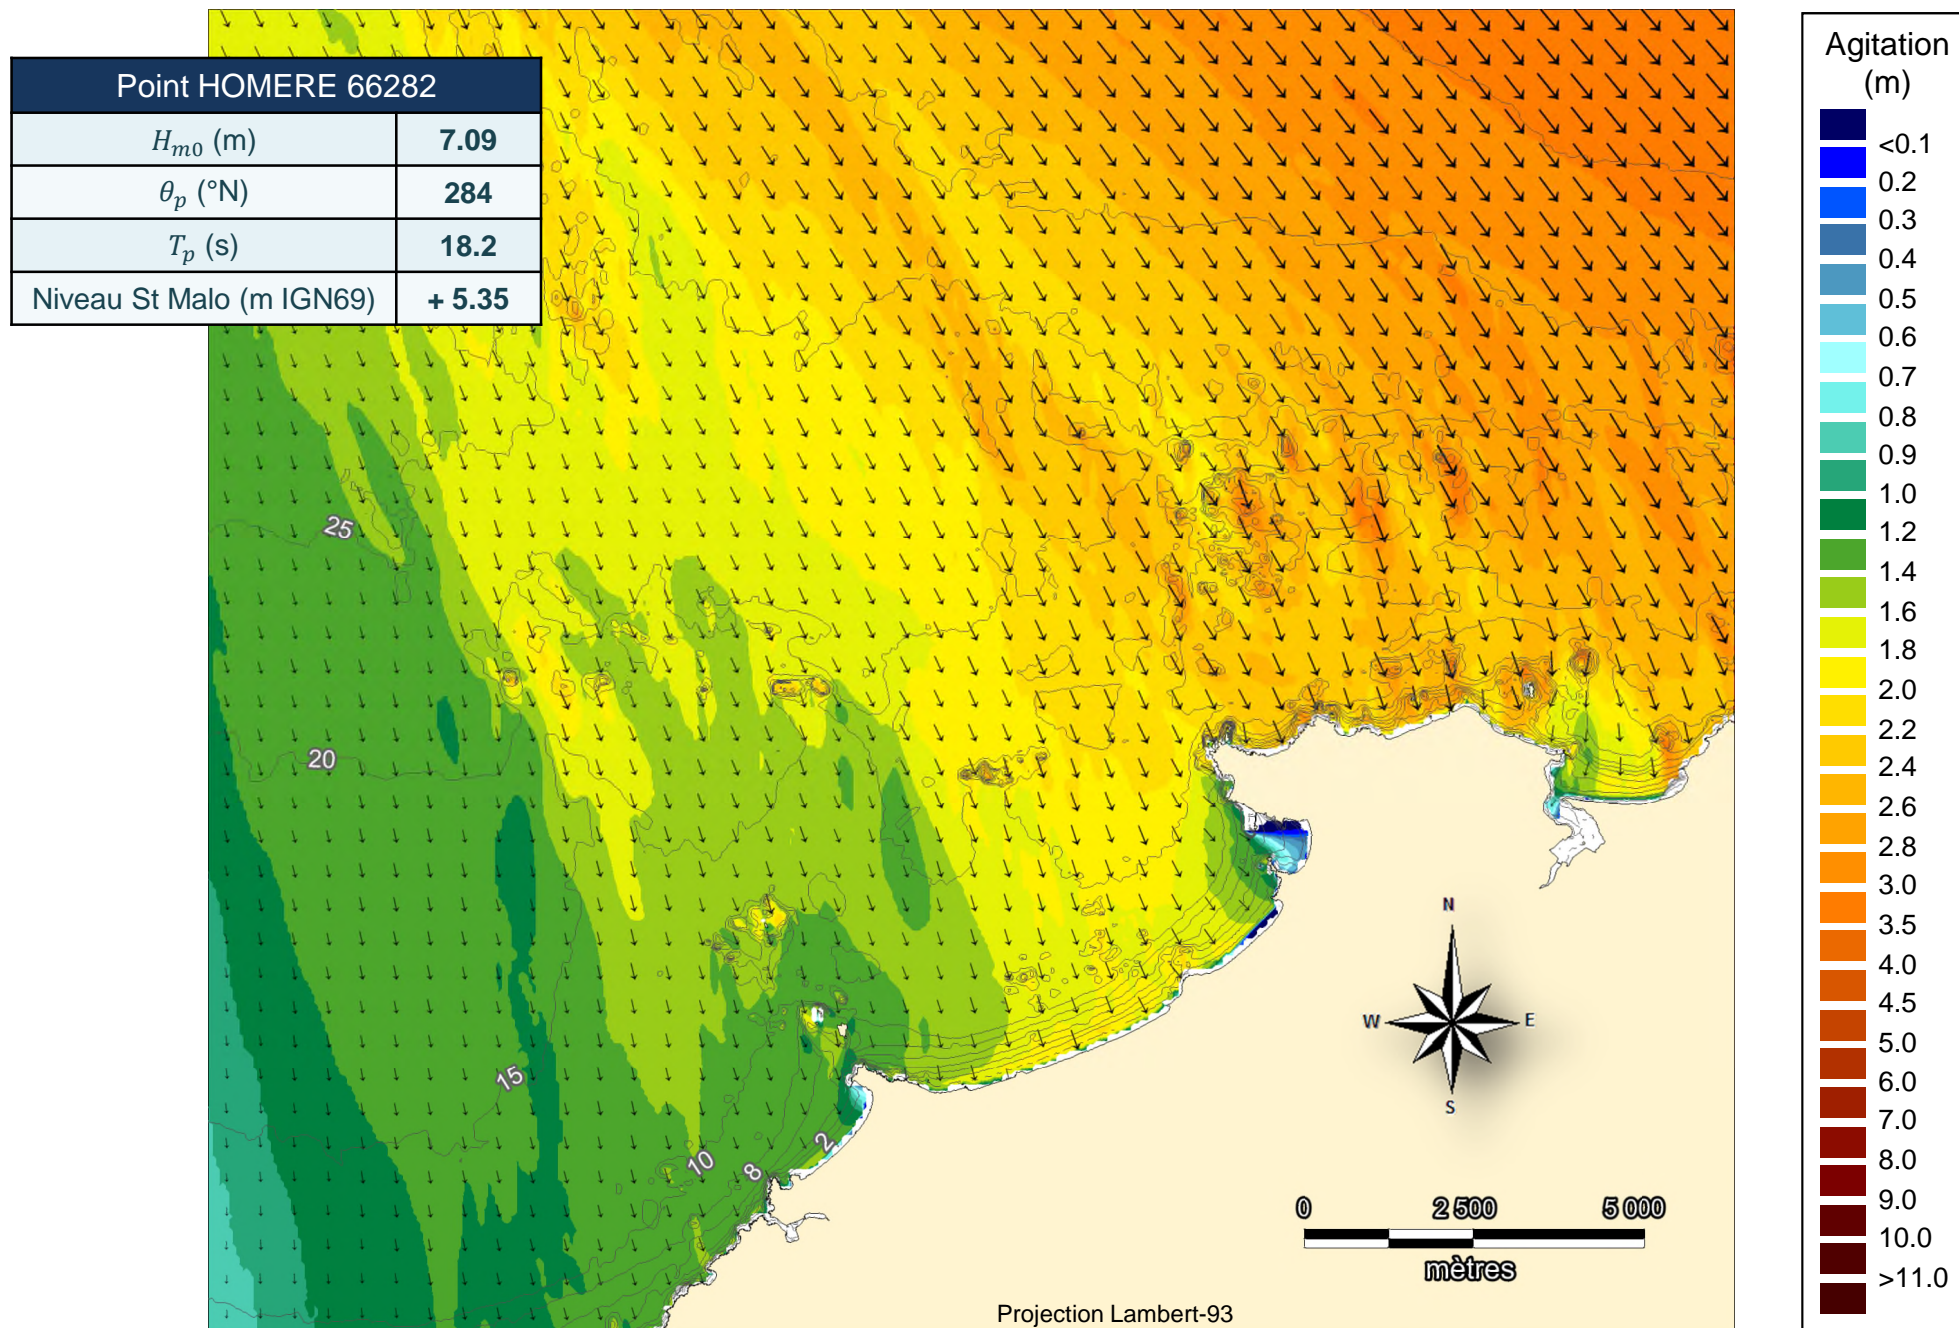 Point HOMERE 66282
H_{m0} (m) 7.09
θ_p (°N) 284
T_p (s) 18.2
Niveau St Malo (m IGN69) + 5.35
Agitation
(m)
<0.1
0.2
0.3
0.4
0.5
0.6
0.7
0.8
0.9
1.0
1.2
1.4
1.6
1.8
2.0
2.2
2.4
2.6
2.8
3.0
3.5
4.0
4.5
5.0
6.0
7.0
8.0
9.0
10.0
>11.0
25
20
15
10
8
2
N
W E
S
0 2 500 5 000
mètres
Projection Lambert-93